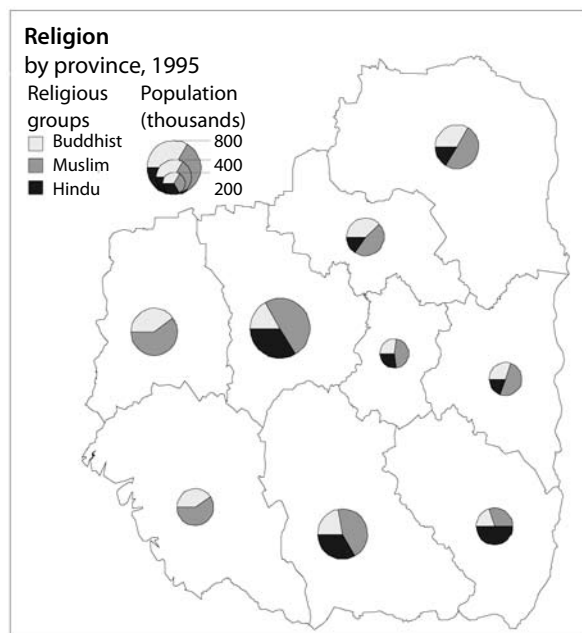 Religion
by province, 1995
Religious groups
Buddhist
Muslim
Hindu
Population (thousands)
800
400
200